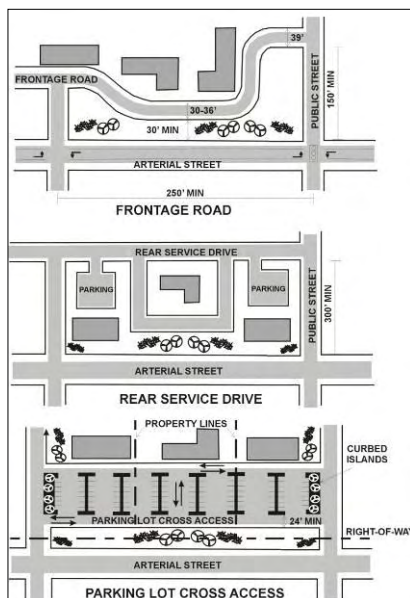 39'
FRONTAGE ROAD
PUBLIC STREET
150' MIN
30-36'
30' MIN
ARTERIAL STREET
250' MIN
FRONTAGE ROAD
REAR SERVICE DRIVE
PARKING
PARKING
PUBLIC STREET
300' MIN
ARTERIAL STREET
REAR SERVICE DRIVE
PROPERTY LINES
CURBED
ISLANDS
PARKING LOT CROSS ACCESS
24' MIN
RIGHT-OF-WAY
ARTERIAL STREET
PARKING LOT CROSS ACCESS